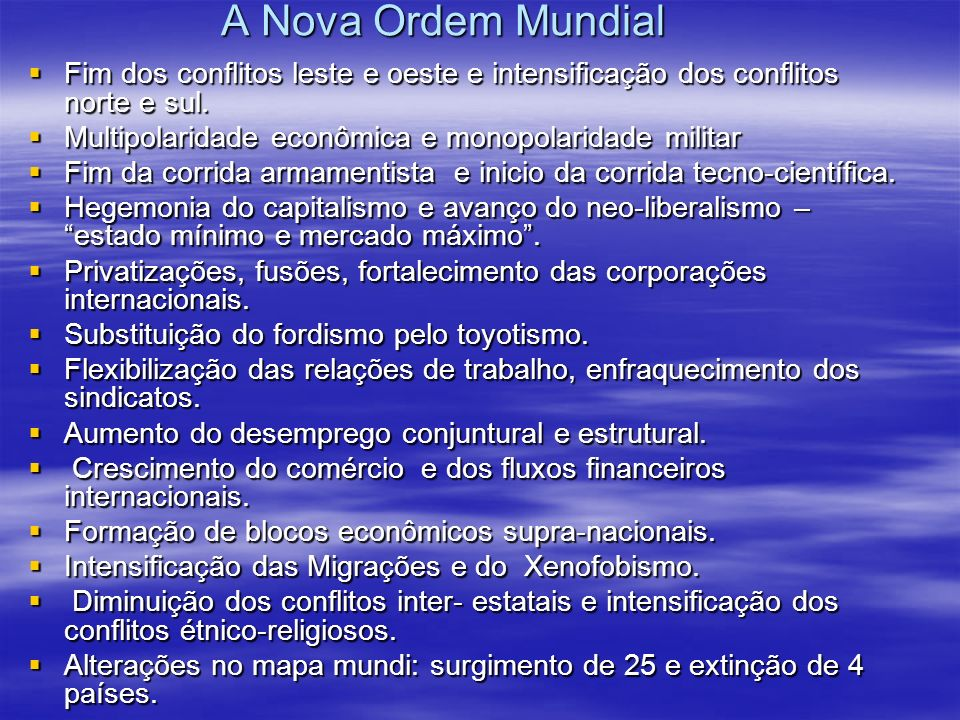 A Nova Ordem Mundial
▪ Fim dos conflitos leste e oeste e intensificação dos conflitos
norte e sul.
▪ Multipolaridade econômica e monopolaridade militar
▪ Fim da corrida armamentista e inicio da corrida tecno-científica.
▪ Hegemonia do capitalismo e avanço do neo-liberalismo –
“estado mínimo e mercado máximo”.
▪ Privatizações, fusões, fortalecimento das corporações
internacionais.
▪ Substituição do fordismo pelo toyotismo.
▪ Flexibilização das relações de trabalho, enfraquecimento dos
sindicatos.
▪ Aumento do desemprego conjuntural e estrutural.
▪ Crescimento do comércio e dos fluxos financeiros
internacionais.
▪ Formação de blocos econômicos supra-nacionais.
▪ Intensificação das Migrações e do Xenofobismo.
▪ Diminuição dos conflitos inter- estatais e intensificação dos
conflitos étnico-religiosos.
▪ Alterações no mapa mundi: surgimento de 25 e extinção de 4
países.